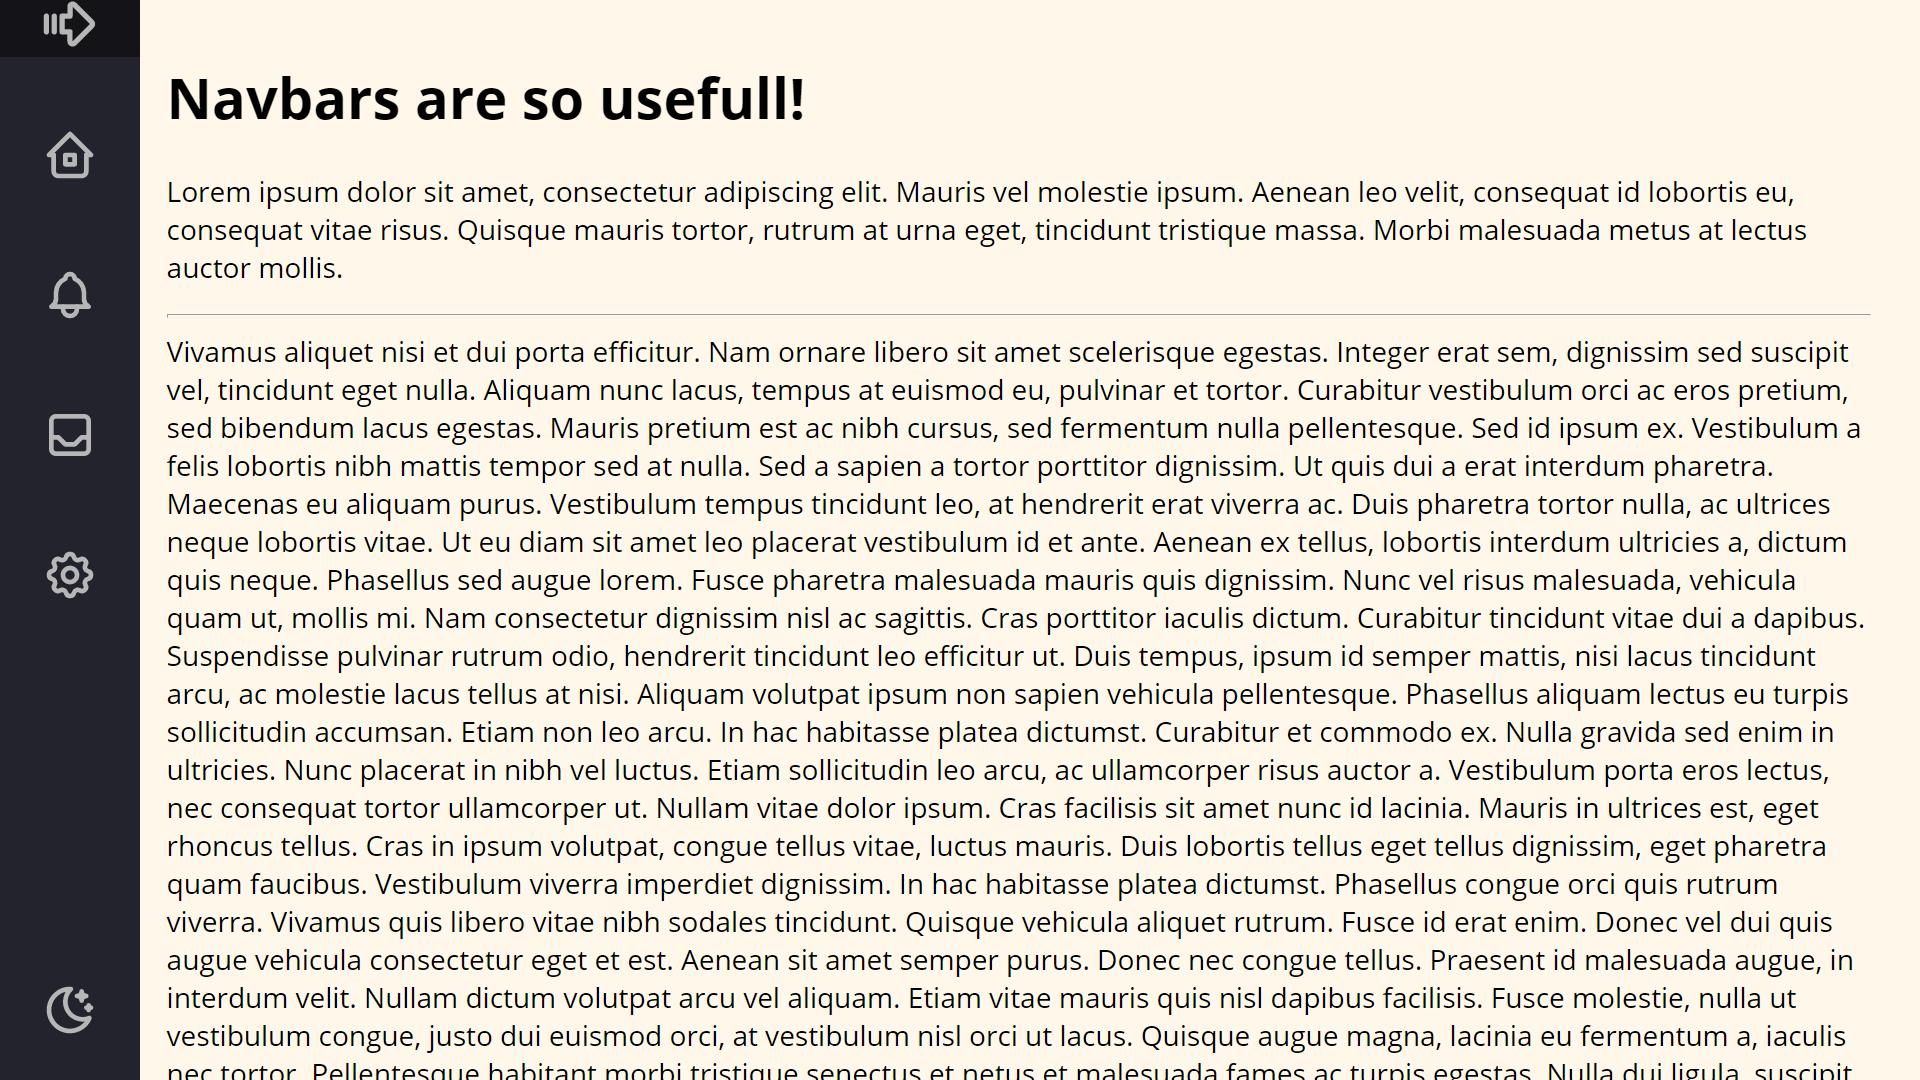 Navbars are so usefull!
Lorem ipsum dolor sit amet, consectetur adipiscing elit. Mauris vel molestie ipsum. Aenean leo velit, consequat id lobortis eu,
consequat vitae risus. Quisque mauris tortor, rutrum at urna eget, tincidunt tristique massa. Morbi malesuada metus at lectus
auctor mollis.
Vivamus aliquet nisi et dui porta efficitur. Nam ornare libero sit amet scelerisque egestas. Integer erat sem, dignissim sed suscipit
vel, tincidunt eget nulla. Aliquam nunc lacus, tempus at euismod eu, pulvinar et tortor. Curabitur vestibulum orci ac eros pretium,
sed bibendum lacus egestas. Mauris pretium est ac nibh cursus, sed fermentum nulla pellentesque. Sed id ipsum ex. Vestibulum a
felis lobortis nibh mattis tempor sed at nulla. Sed a sapien a tortor porttitor dignissim. Ut quis dui a erat interdum pharetra.
Maecenas eu aliquam purus. Vestibulum tempus tincidunt leo, at hendrerit erat viverra ac. Duis pharetra tortor nulla, ac ultrices
neque lobortis vitae. Ut eu diam sit amet leo placerat vestibulum id et ante. Aenean ex tellus, lobortis interdum ultricies a, dictum
quis neque. Phasellus sed augue lorem. Fusce pharetra malesuada mauris quis dignissim. Nunc vel risus malesuada, vehicula
quam ut, mollis mi. Nam consectetur dignissim nisl ac sagittis. Cras porttitor iaculis dictum. Curabitur tincidunt vitae dui a dapibus.
Suspendisse pulvinar rutrum odio, hendrerit tincidunt leo efficitur ut. Duis tempus, ipsum id semper mattis, nisi lacus tincidunt
arcu, ac molestie lacus tellus at nisi. Aliquam volutpat ipsum non sapien vehicula pellentesque. Phasellus aliquam lectus eu turpis
sollicitudin accumsan. Etiam non leo arcu. In hac habitasse platea dictumst. Curabitur et commodo ex. Nulla gravida sed enim in
ultricies. Nunc placerat in nibh vel luctus. Etiam sollicitudin leo arcu, ac ullamcorper risus auctor a. Vestibulum porta eros lectus,
nec consequat tortor ullamcorper ut. Nullam vitae dolor ipsum. Cras facilisis sit amet nunc id lacinia. Mauris in ultrices est, eget
rhoncus tellus. Cras in ipsum volutpat, congue tellus vitae, luctus mauris. Duis lobortis tellus eget tellus dignissim, eget pharetra
quam faucibus. Vestibulum viverra imperdiet dignissim. In hac habitasse platea dictumst. Phasellus congue orci quis rutrum
viverra. Vivamus quis libero vitae nibh sodales tincidunt. Quisque vehicula aliquet rutrum. Fusce id erat enim. Donec vel dui quis
augue vehicula consectetur eget et est. Aenean sit amet semper purus. Donec nec congue tellus. Praesent id malesuada augue, in
interdum velit. Nullam dictum volutpat arcu vel aliquam. Etiam vitae mauris quis nisl dapibus facilisis. Fusce molestie, nulla ut
vestibulum congue, justo dui euismod orci, at vestibulum nisl orci ut lacus. Quisque augue magna, lacinia eu fermentum a, iaculis
nec tortor. Pellentesque habitant morbi tristique senectus et netus et malesuada fames ac turpis egestas. Nulla dui ligula, suscipit